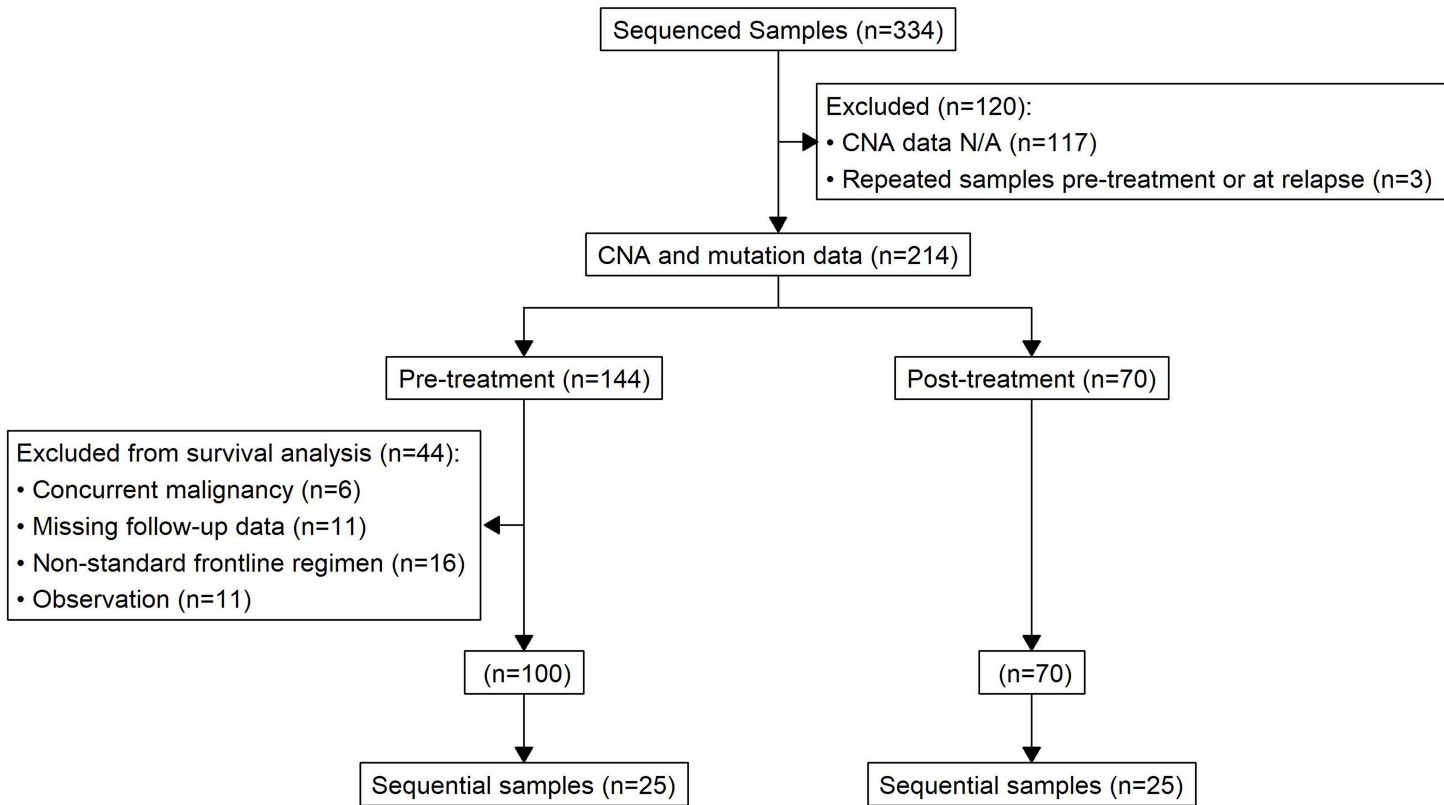 Sequenced Samples (n=334)
Excluded (n=120):
• CNA data N/A (n=117)
• Repeated samples pre-treatment or at relapse (n=3)
CNA and mutation data (n=214)
Pre-treatment (n=144)
Post-treatment (n=70)
Excluded from survival analysis (n=44):
• Concurrent malignancy (n=6)
• Missing follow-up data (n=11)
• Non-standard frontline regimen (n=16)
• Observation (n=11)
(n=100)
(n=70)
Sequential samples (n=25)
Sequential samples (n=25)